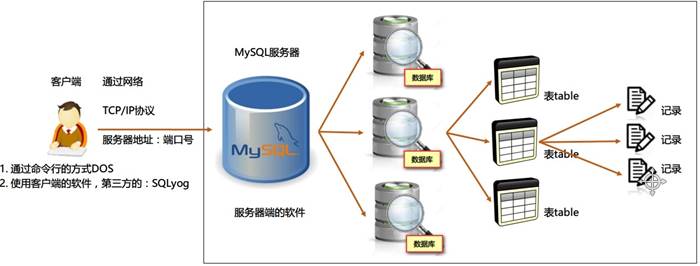 客户端
通过网络
TCP/IP协议
服务器地址：端口号
1. 通过命令行的方式DOS
2. 使用客户端的软件，第三方的：SQLyog
MySQL服务器
MySQL
服务器端的软件
数据库
数据库
数据库
表table
表table
表table
记录
记录
记录